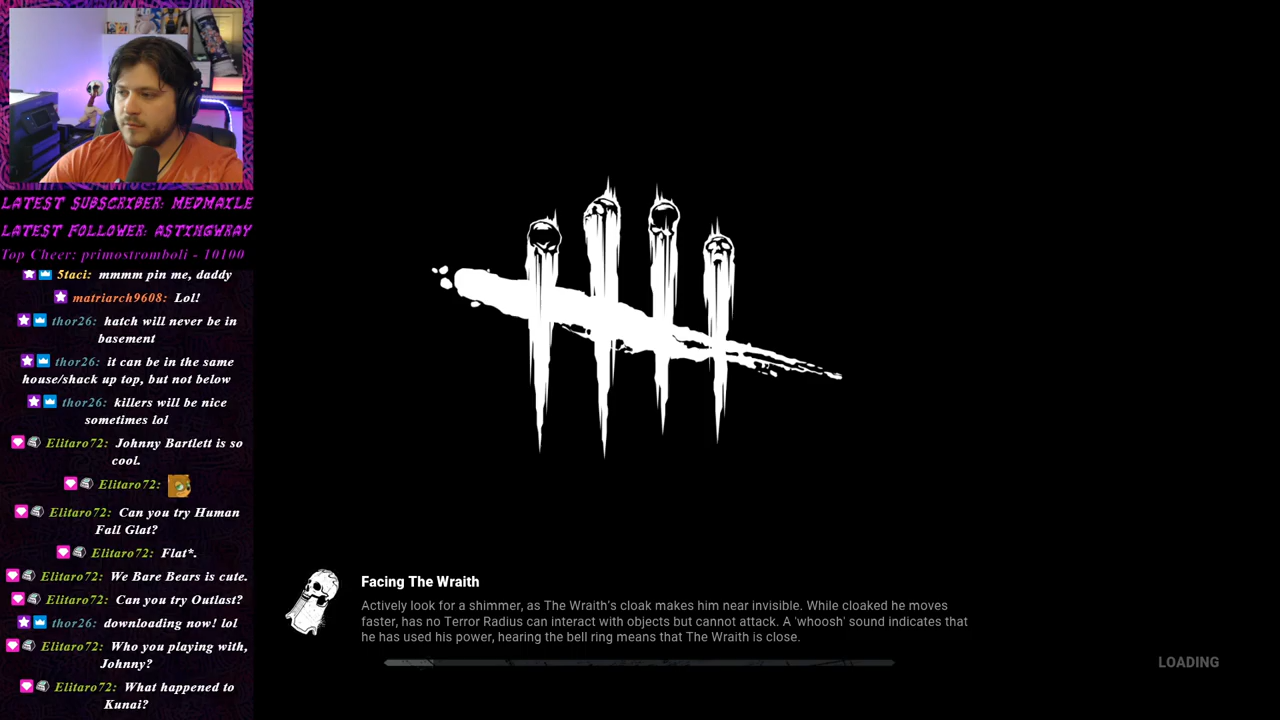 LATEST SUBSCRIBER: MEDMAILE
LATEST FOLLOWER: ASTINGWRAY
Top Cheer: primostromboli - 10100
5taci: mmmm pin me, daddy
matriarch9608: Lol!
thor26: hatch will never be in
basement
thor26: it can be in the same
house/shack up top, but not below
thor26: killers will be nice
sometimes lol
Elitaro72: Johnny Bartlett is so
cool.
Elitaro72:
Elitaro72: Can you try Human
Fall Glat?
Elitaro72: Flat*.
Elitaro72: We Bare Bears is cute.
Elitaro72: Can you try Outlast?
thor26: downloading now! lol
Elitaro72: Who you playing with,
Johnny?
Elitaro72: What happened to
Kunai?
Facing The Wraith
Actively look for a shimmer, as The Wraith's cloak makes him near invisible. While cloaked he moves
faster, has no Terror Radius can interact with objects but cannot attack. A 'whoosh' sound indicates that
he has used his power, hearing the bell ring means that The Wraith is close.
LOADING